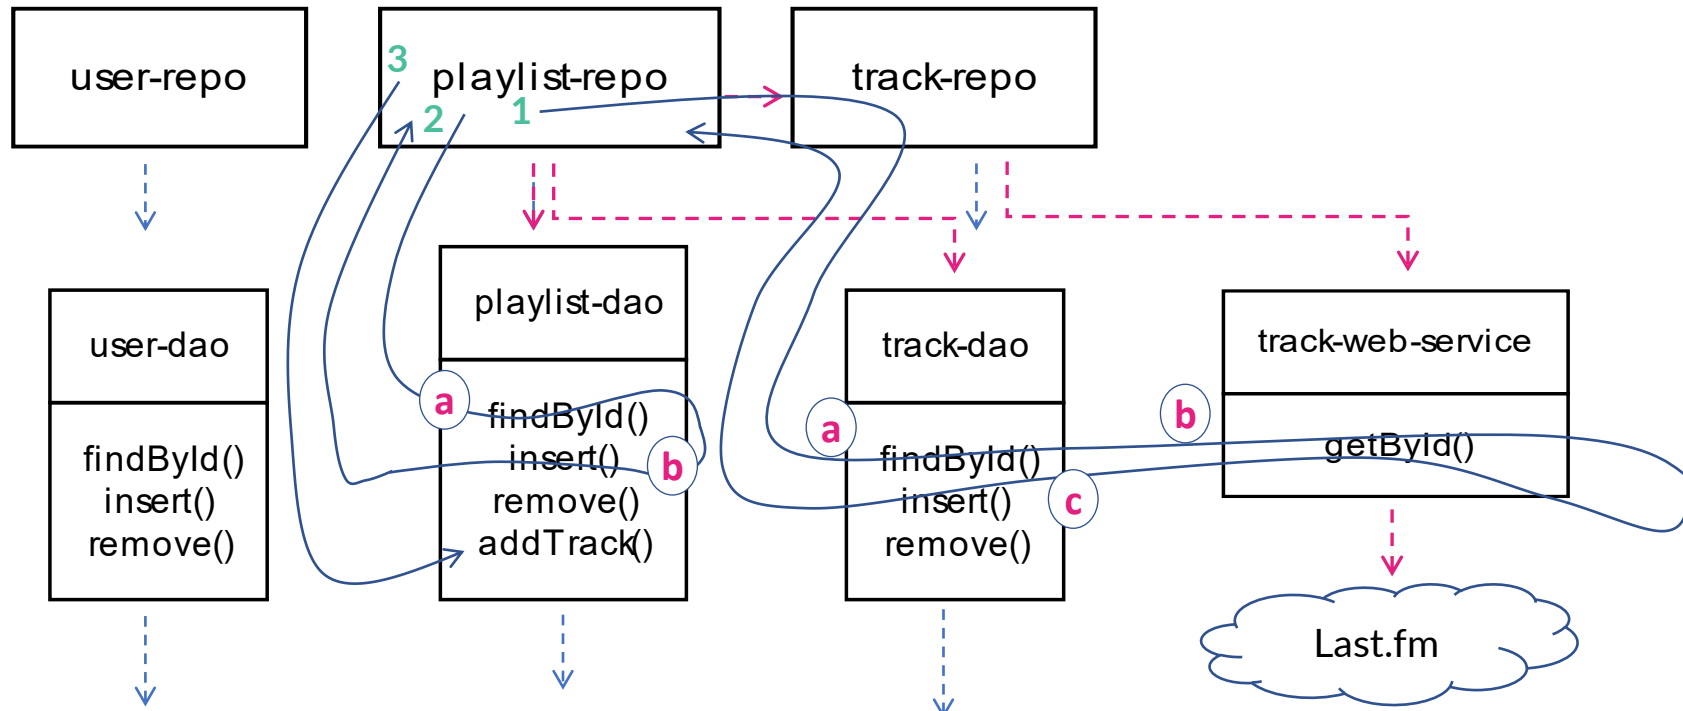 user-repo
3
playlist-repo
2
1
track-repo
user-dao
findById()
insert()
remove()
playlist-dao
a
findById()
insert()
b
remove()
addTrack()
track-dao
a
findById()
insert()
c
remove()
track-web-service
b
getById()
Last.fm